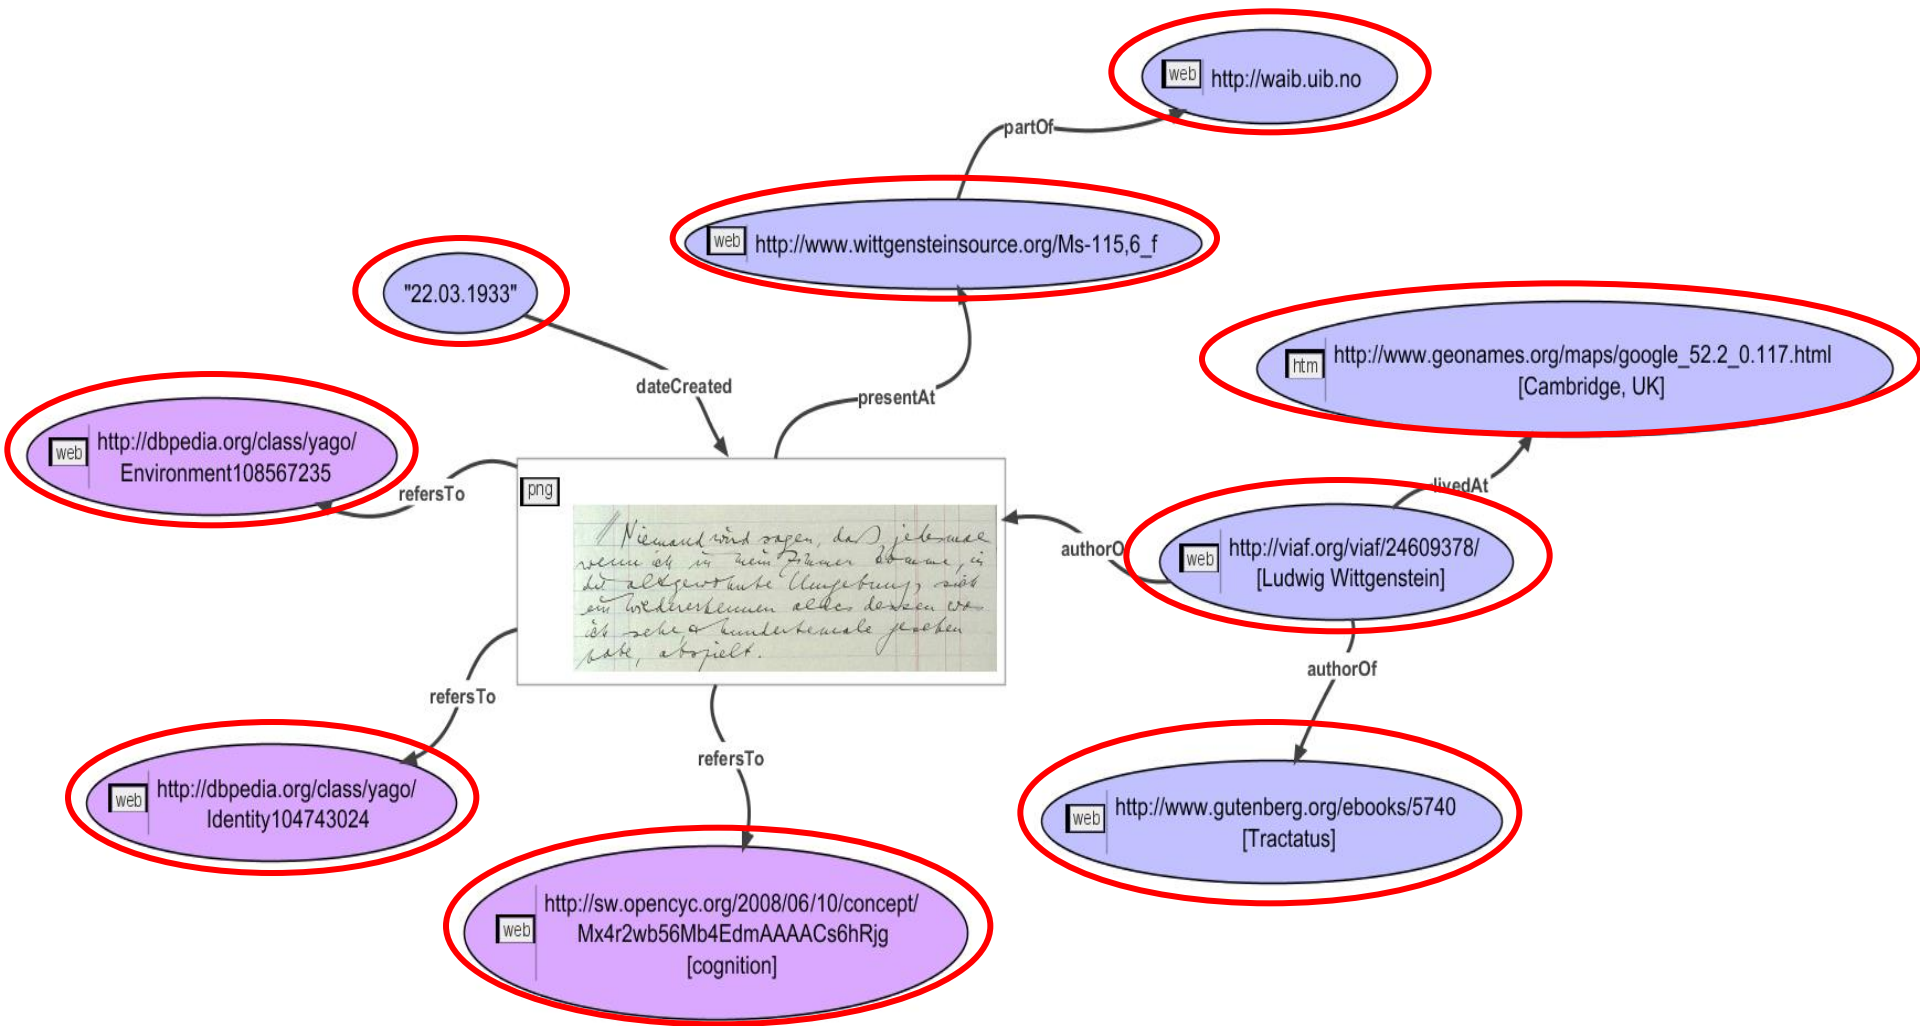 web http://waib.uib.no
partOf
web http://www.wittgensteinsource.org/Ms-115,6_f
"22.03.1933"
htm http://www.geonames.org/maps/google_52.2_0.117.html
[Cambridge, UK]
dateCreated
presentAt
web http://dbpedia.org/class/yago/
Environment108567235
refersTo
livedAt
png
// Niemand wird sagen, daß jedesmal
wenn ich in mein Zimmer komme, in
die altgewohnte Umgebung, sich
ein Wiedererkennen alles dessen was
ich sehe, & hundertemale gesehen
habe, abspielt.
authorO
web http://viaf.org/viaf/24609378/
[Ludwig Wittgenstein]
authorOf
refersTo
refersTo
web http://dbpedia.org/class/yago/
Identity104743024
web http://www.gutenberg.org/ebooks/5740
[Tractatus]
web http://sw.opencyc.org/2008/06/10/concept/
Mx4r2wb56Mb4EdmAAAACs6hRjg
[cognition]